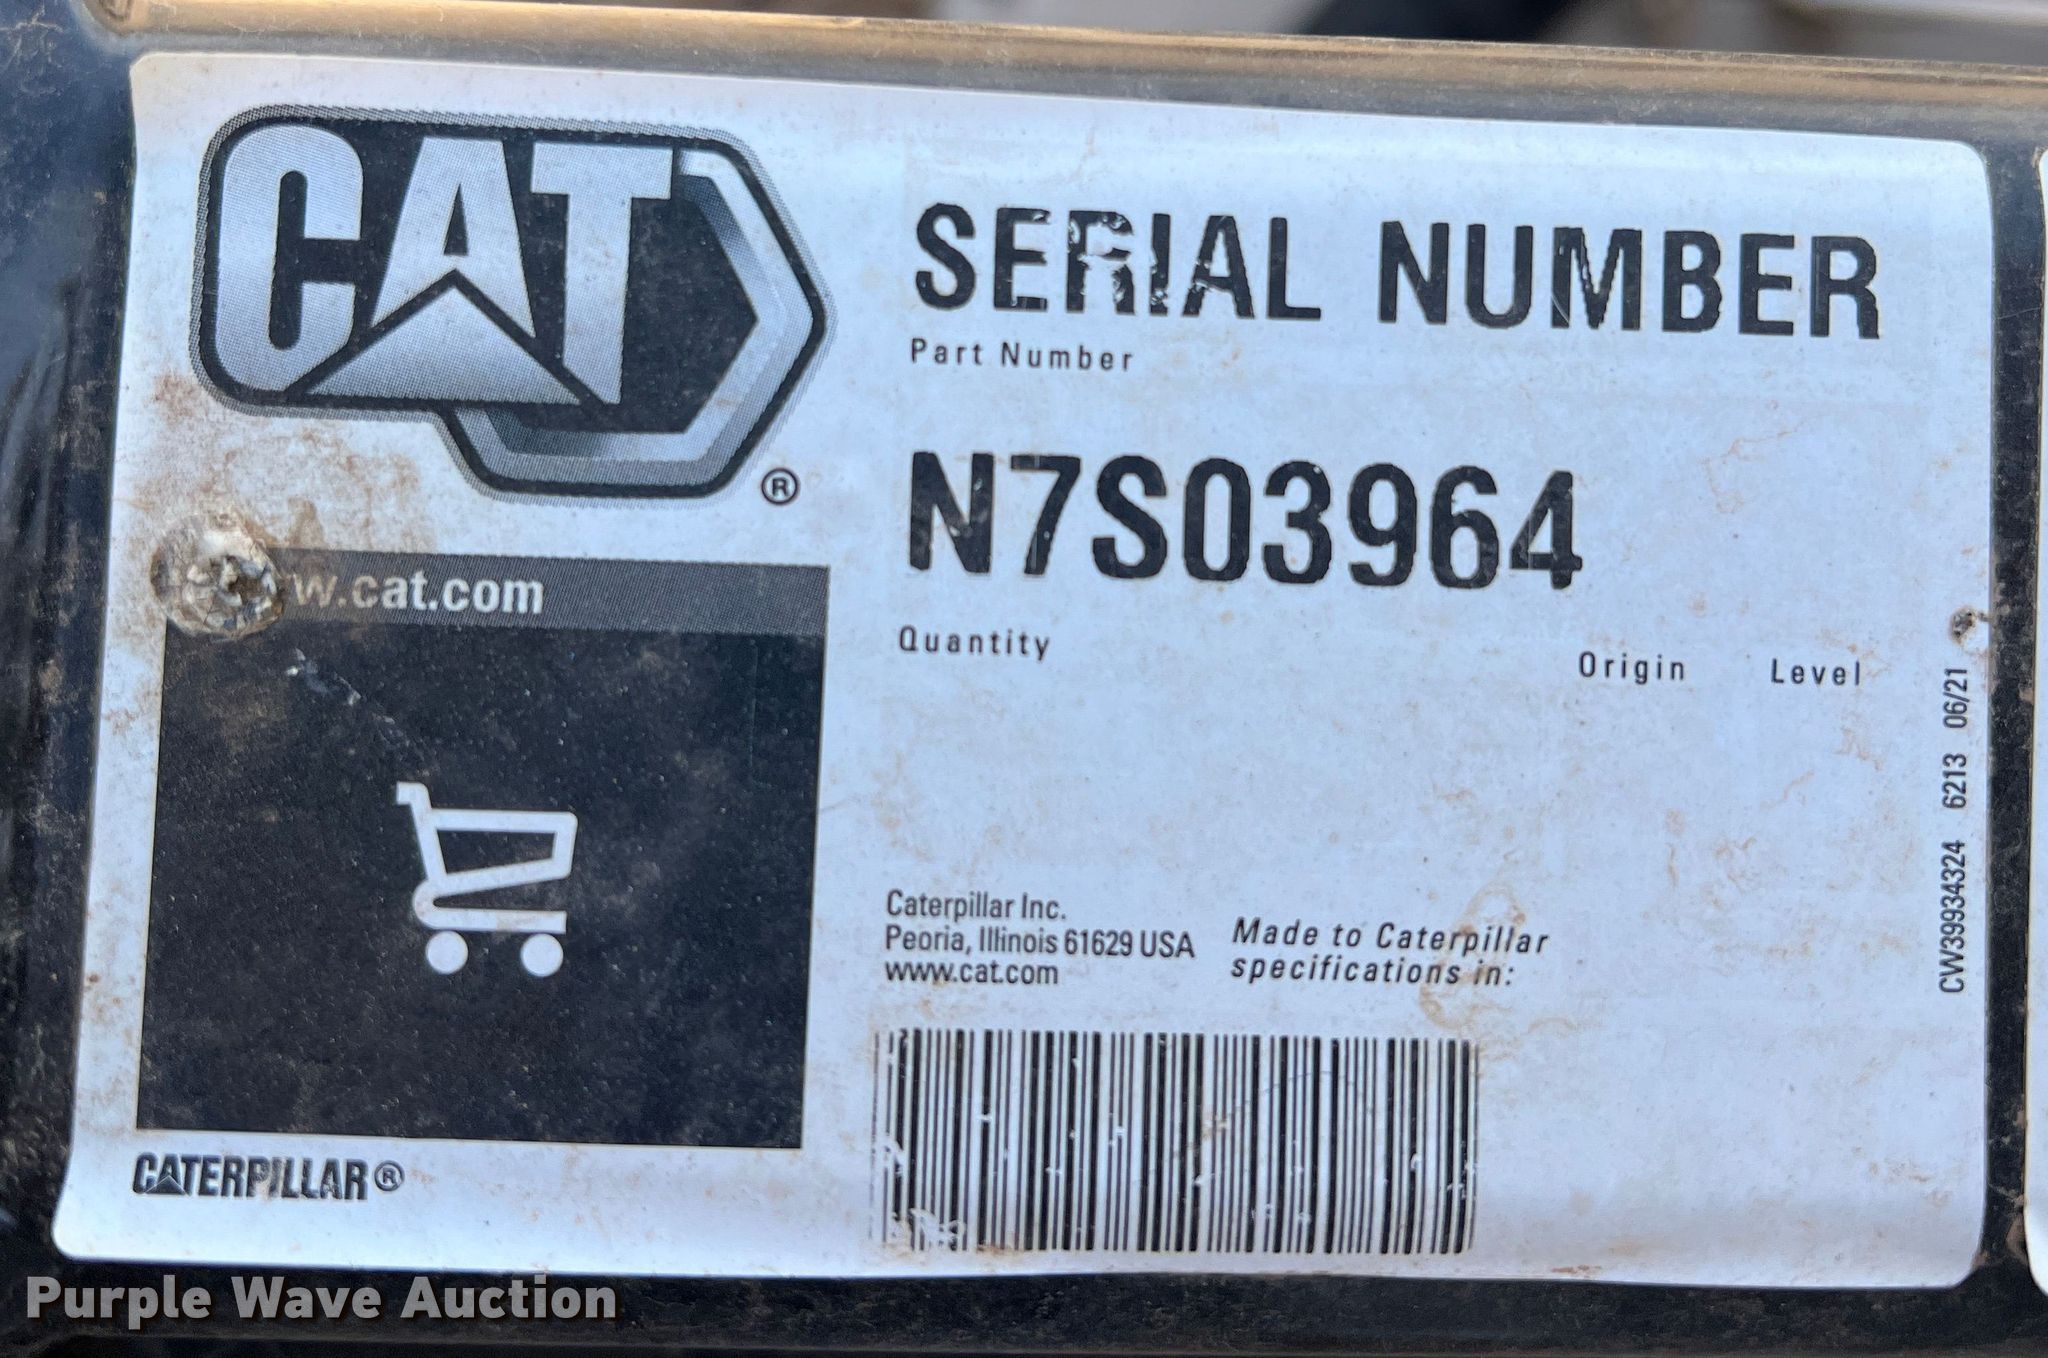 CAT®
SERIAL NUMBER
Part Number
N7S03964
w.cat.com
Quantity
Origin Level
CW39934324 6213 06/21
Caterpillar Inc.
Peoria, Illinois 61629 USA
www.cat.com
Made to Caterpillar
specifications in:
CATERPILLAR®
Purple Wave Auction